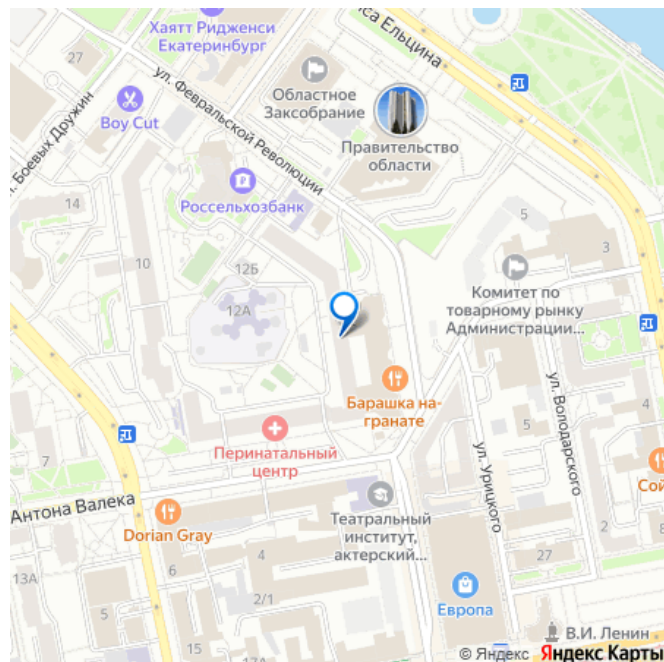 Хаятт Ридженси
Екатеринбург
27
са Ельцина
Областное
Заксобрание
Boy Cut
ул. Февральской Революции
Правительство
области
л. Боевых Дружин
Россельхозбанк
14
5
3
10
12Б
12А
Комитет по
товарному рынку
Администрации...
Барашка на-
гранате
ул. Володарского
ул. Урицкого
7
Перинатальный
центр
Антона Валека
Dorian Gray
Театральный
институт,
актерский...
Сой
2
8
4
6
27
13А
5
2/1
Европа
В.И. Ленин
© Яндекс Яндекс Карты